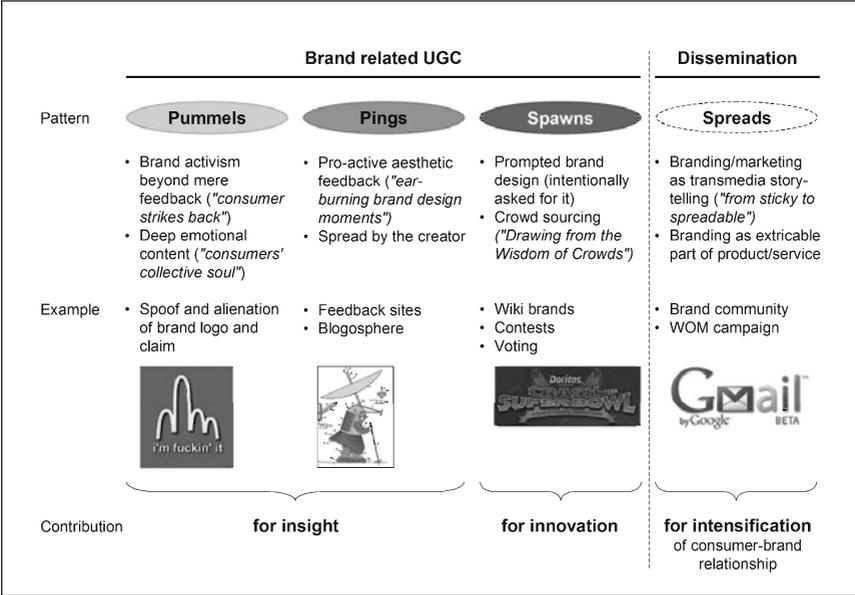 Brand related UGC
Dissemination
Pattern
Pummels
Pings
Spawns
Spreads
• Brand activism
beyond mere
feedback ("consumer
strikes back")
• Deep emotional
content ("consumers'
collective soul")
• Pro-active aesthetic
feedback ("ear-
burning brand design
moments")
• Spread by the creator
• Prompted brand
design (intentionally
asked for it)
• Crowd sourcing
("Drawing from the
Wisdom of Crowds")
• Branding/marketing
as transmedia story-
telling ("from sticky to
spreadable")
• Branding as extricable
part of product/service
Example
• Spoof and alienation
of brand logo and
claim
• Feedback sites
• Blogosphere
• Wiki brands
• Contests
• Voting
• Brand community
• WOM campaign
i'm fuckin' it
Doritos
CRASH THE
SUPER BOWL
Gmail™
by Google™
BETA
Contribution
for insight
for innovation
for intensification
of consumer-brand
relationship